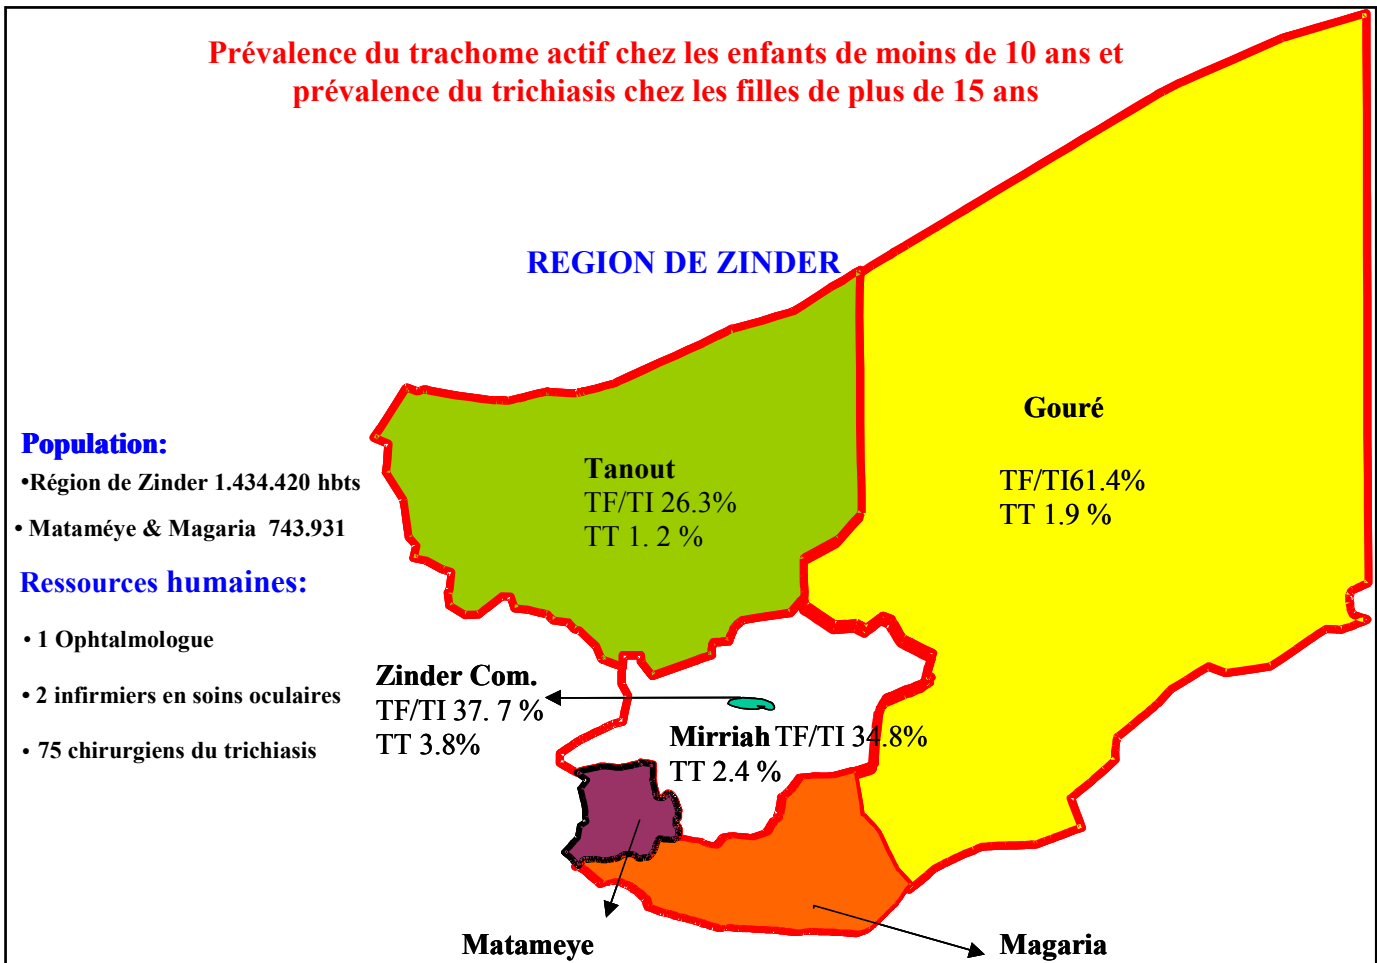 Prévalence du trachome actif chez les enfants de moins de 10 ans et
prévalence du trichiasis chez les filles de plus de 15 ans
REGION DE ZINDER
Gouré
TF/TI61.4%
TT 1.9 %
Tanout
TF/TI 26.3%
TT 1. 2 %
Population:
•Région de Zinder 1.434.420 hbts
• Mataméye & Magaria 743.931
Ressources humaines:
• 1 Ophtalmologue
• 2 infirmiers en soins oculaires
• 75 chirurgiens du trichiasis
Zinder Com.
TF/TI 37. 7 %
TT 3.8%
Mirriah TF/TI 34.8%
TT 2.4 %
Matameye
Magaria